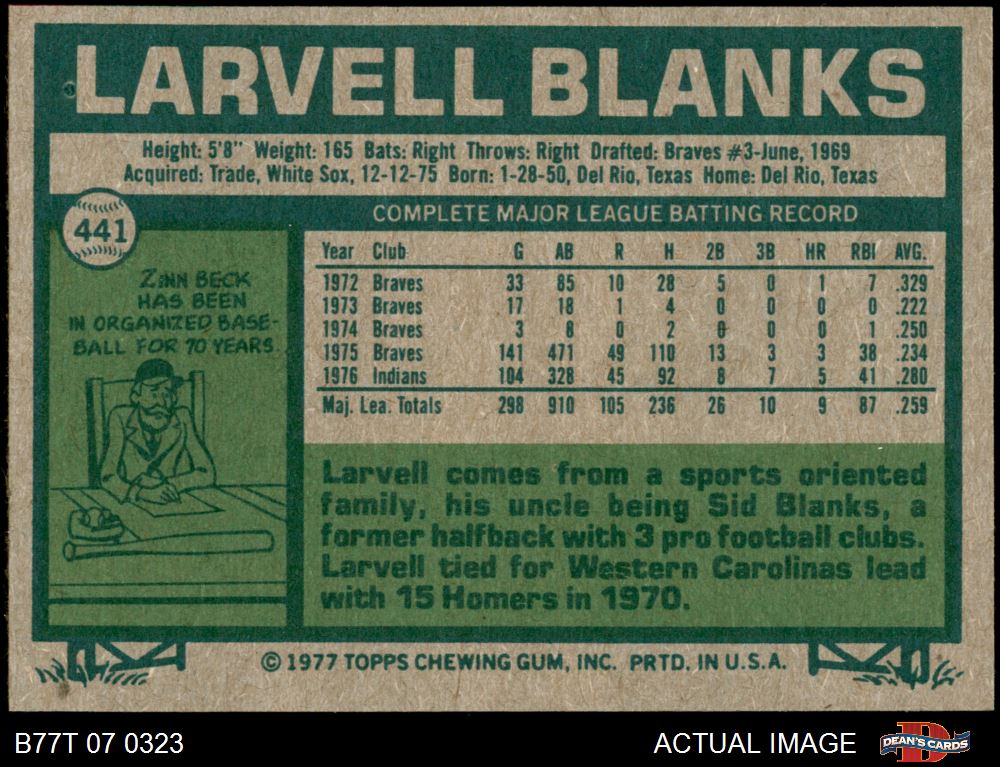 LARVELL BLANKS
Height: 5'8" Weight: 165 Bats: Right Throws: Right Drafted: Braves #3-June, 1969
Acquired: Trade, White Sox, 12-12-75 Born: 1-28-50, Del Rio, Texas Home: Del Rio, Texas
441
COMPLETE MAJOR LEAGUE BATTING RECORD
Year Club G AB R H 2B 3B HR RBI AVG.
1972 Braves 33 85 10 28 5 0 1 7 .329
1973 Braves 17 18 1 4 0 0 0 0 .222
1974 Braves 3 8 0 2 0 0 0 1 .250
1975 Braves 141 471 49 110 13 3 3 38 .234
1976 Indians 104 328 45 92 8 7 5 41 .280
Maj. Lea. Totals 298 910 105 236 26 10 9 87 .259
ZINN BECK
HAS BEEN
IN ORGANIZED BASE-
BALL FOR 70 YEARS.
Larvell comes from a sports oriented
family, his uncle being Sid Blanks, a
former halfback with 3 pro football clubs.
Larvell tied for Western Carolinas lead
with 15 Homers in 1970.
© 1977 TOPPS CHEWING GUM, INC. PRTD. IN U.S.A.
B77T 07 0323
ACTUAL IMAGE
DEAN'S CARDS